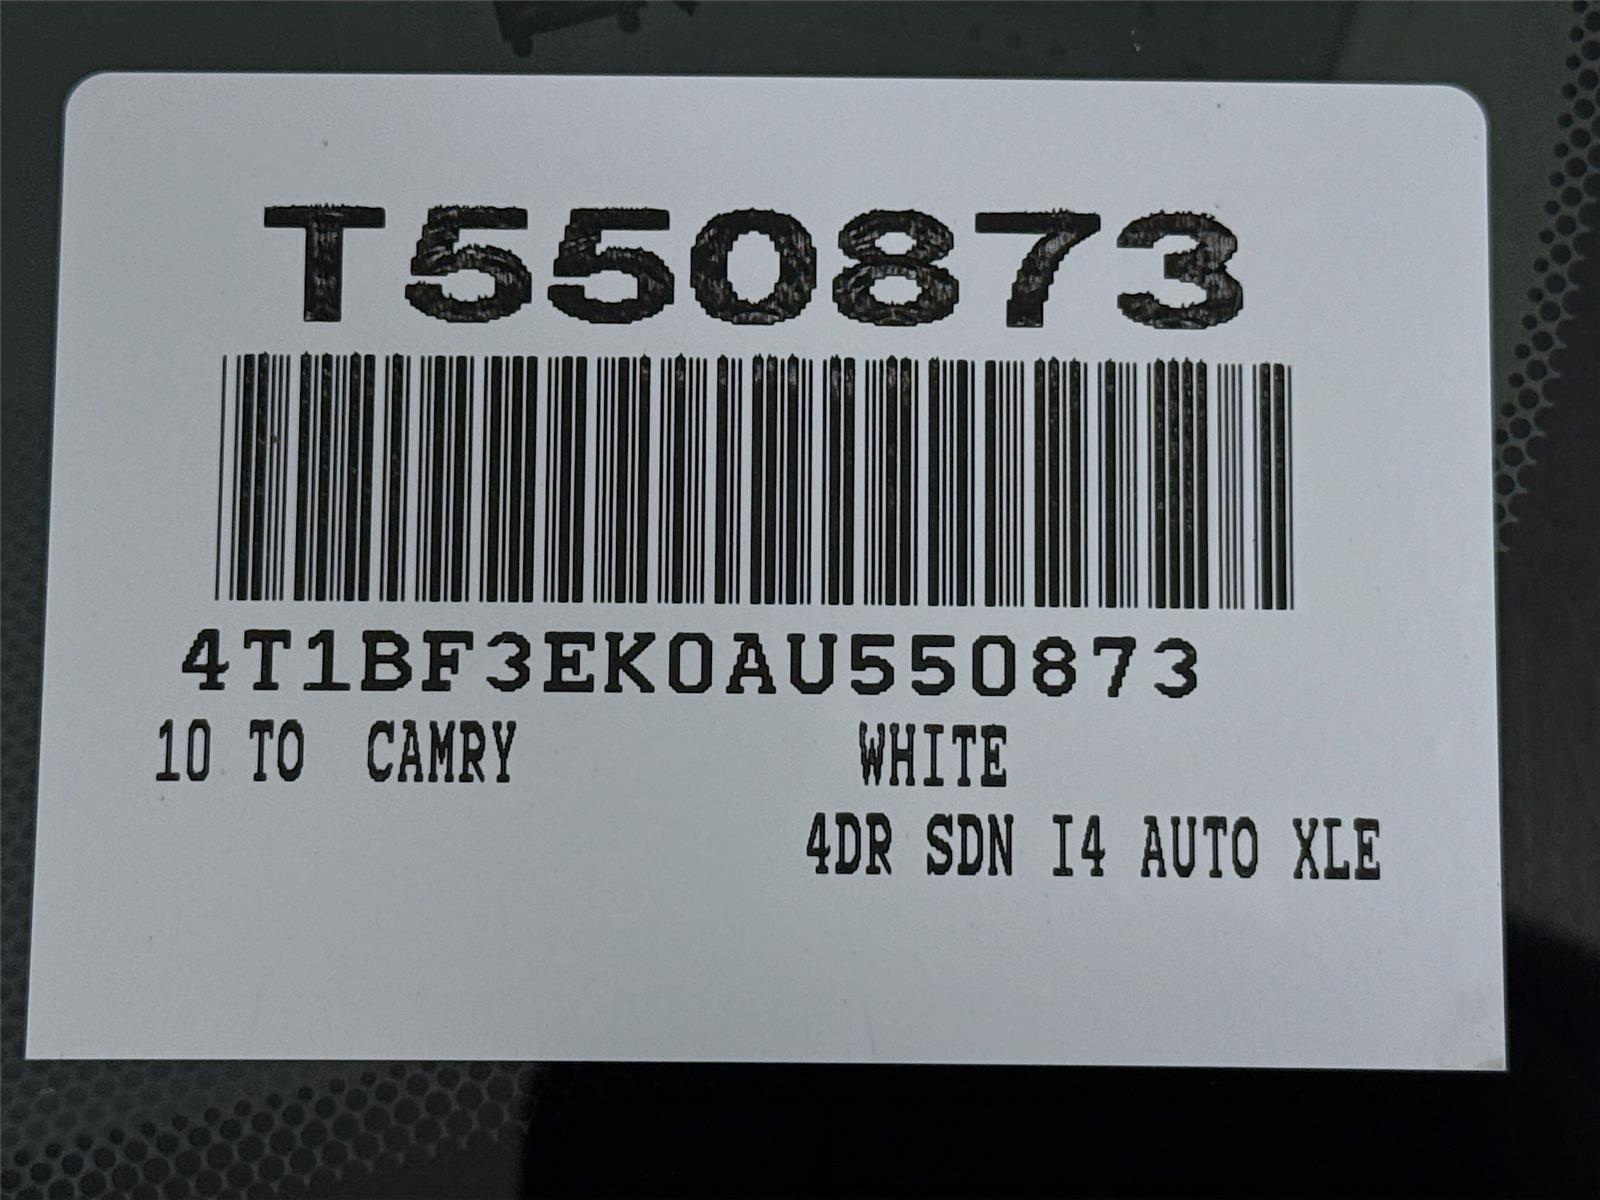 T550873
4T1BF3EK0AU550873
10 TO CAMRY WHITE
4DR SDN I4 AUTO XLE